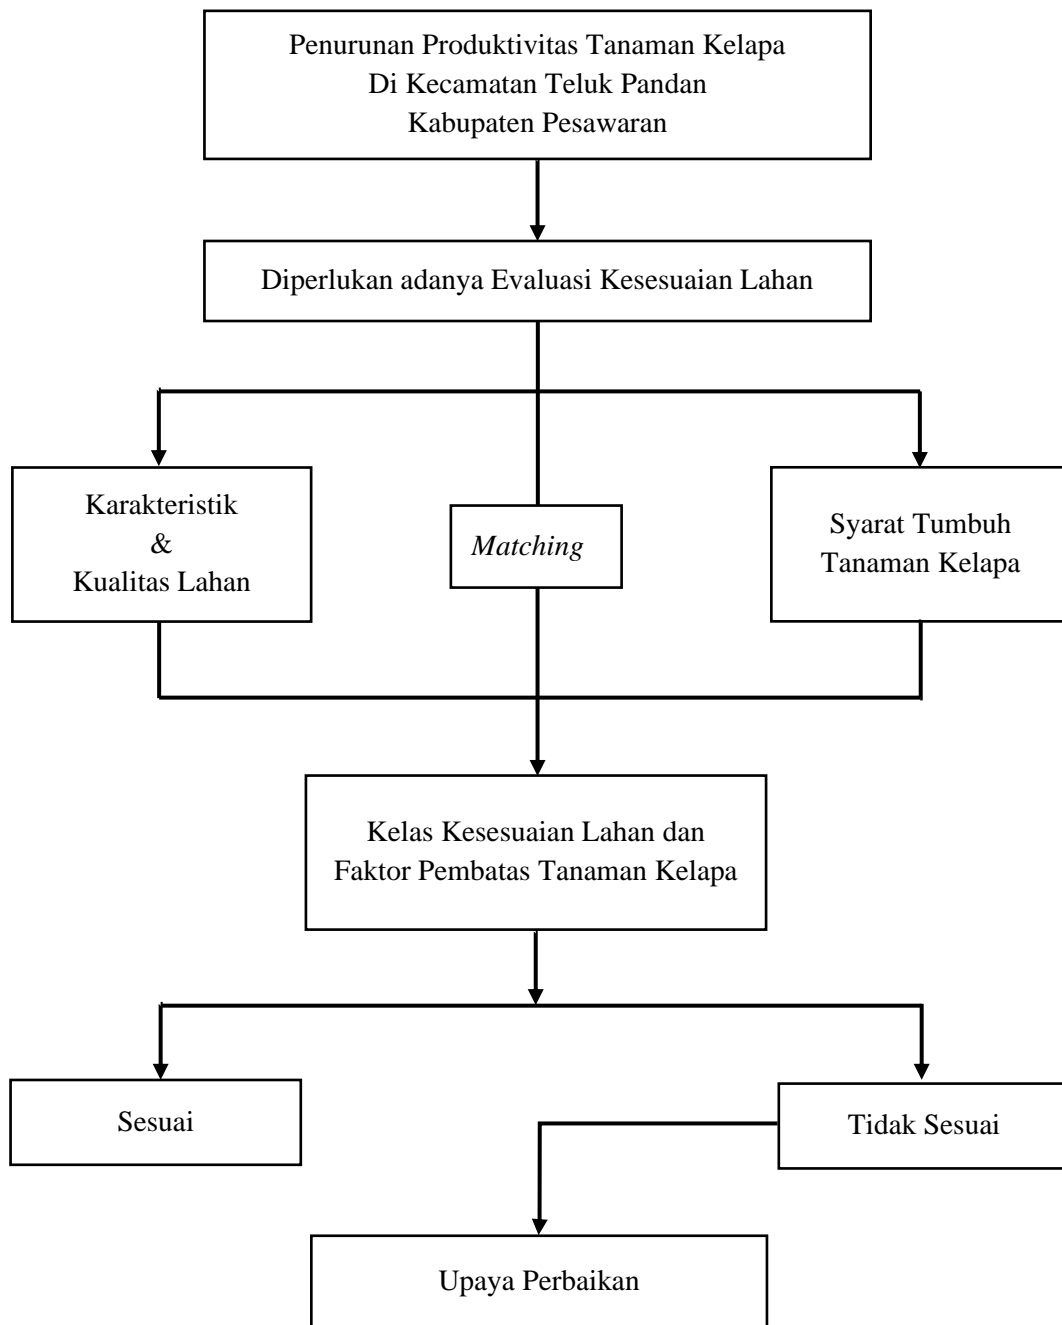 Penurunan Produktivitas Tanaman Kelapa
Di Kecamatan Teluk Pandan
Kabupaten Pesawaran
Diperlukan adanya Evaluasi Kesesuaian Lahan
Karakteristik
&
Kualitas Lahan
Matching
Syarat Tumbuh
Tanaman Kelapa
Kelas Kesesuaian Lahan dan
Faktor Pembatas Tanaman Kelapa
Sesuai
Tidak Sesuai
Upaya Perbaikan